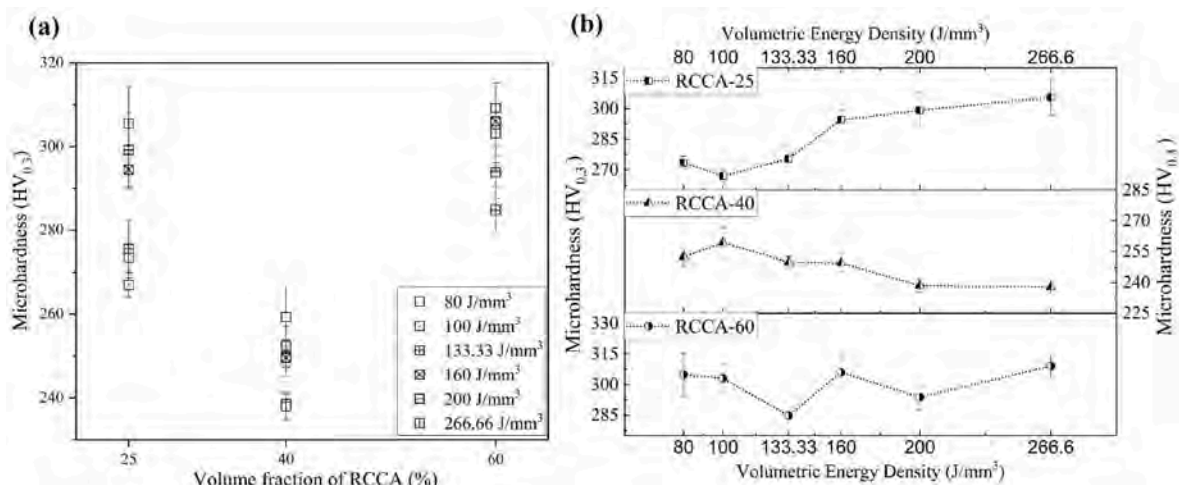 (a)
320
300
280
260
240
Microhardness (HV0.3)
80 J/mm3
100 J/mm3
133.33 J/mm3
160 J/mm3
200 J/mm3
266.66 J/mm3
25
40
60
Volume fraction of RCCA (%)
(b)
Volumetric Energy Density (J/mm3)
80 100 133.33 160 200 266.6
315
300
285
270
RCCA-25
RCCA-40
285
270
255
240
225
330
315
300
285
RCCA-60
Microhardness (HV0.3)
Microhardness (HV
80 100 133.33 160 200 266.6
Volumetric Energy Density (J/mm3)